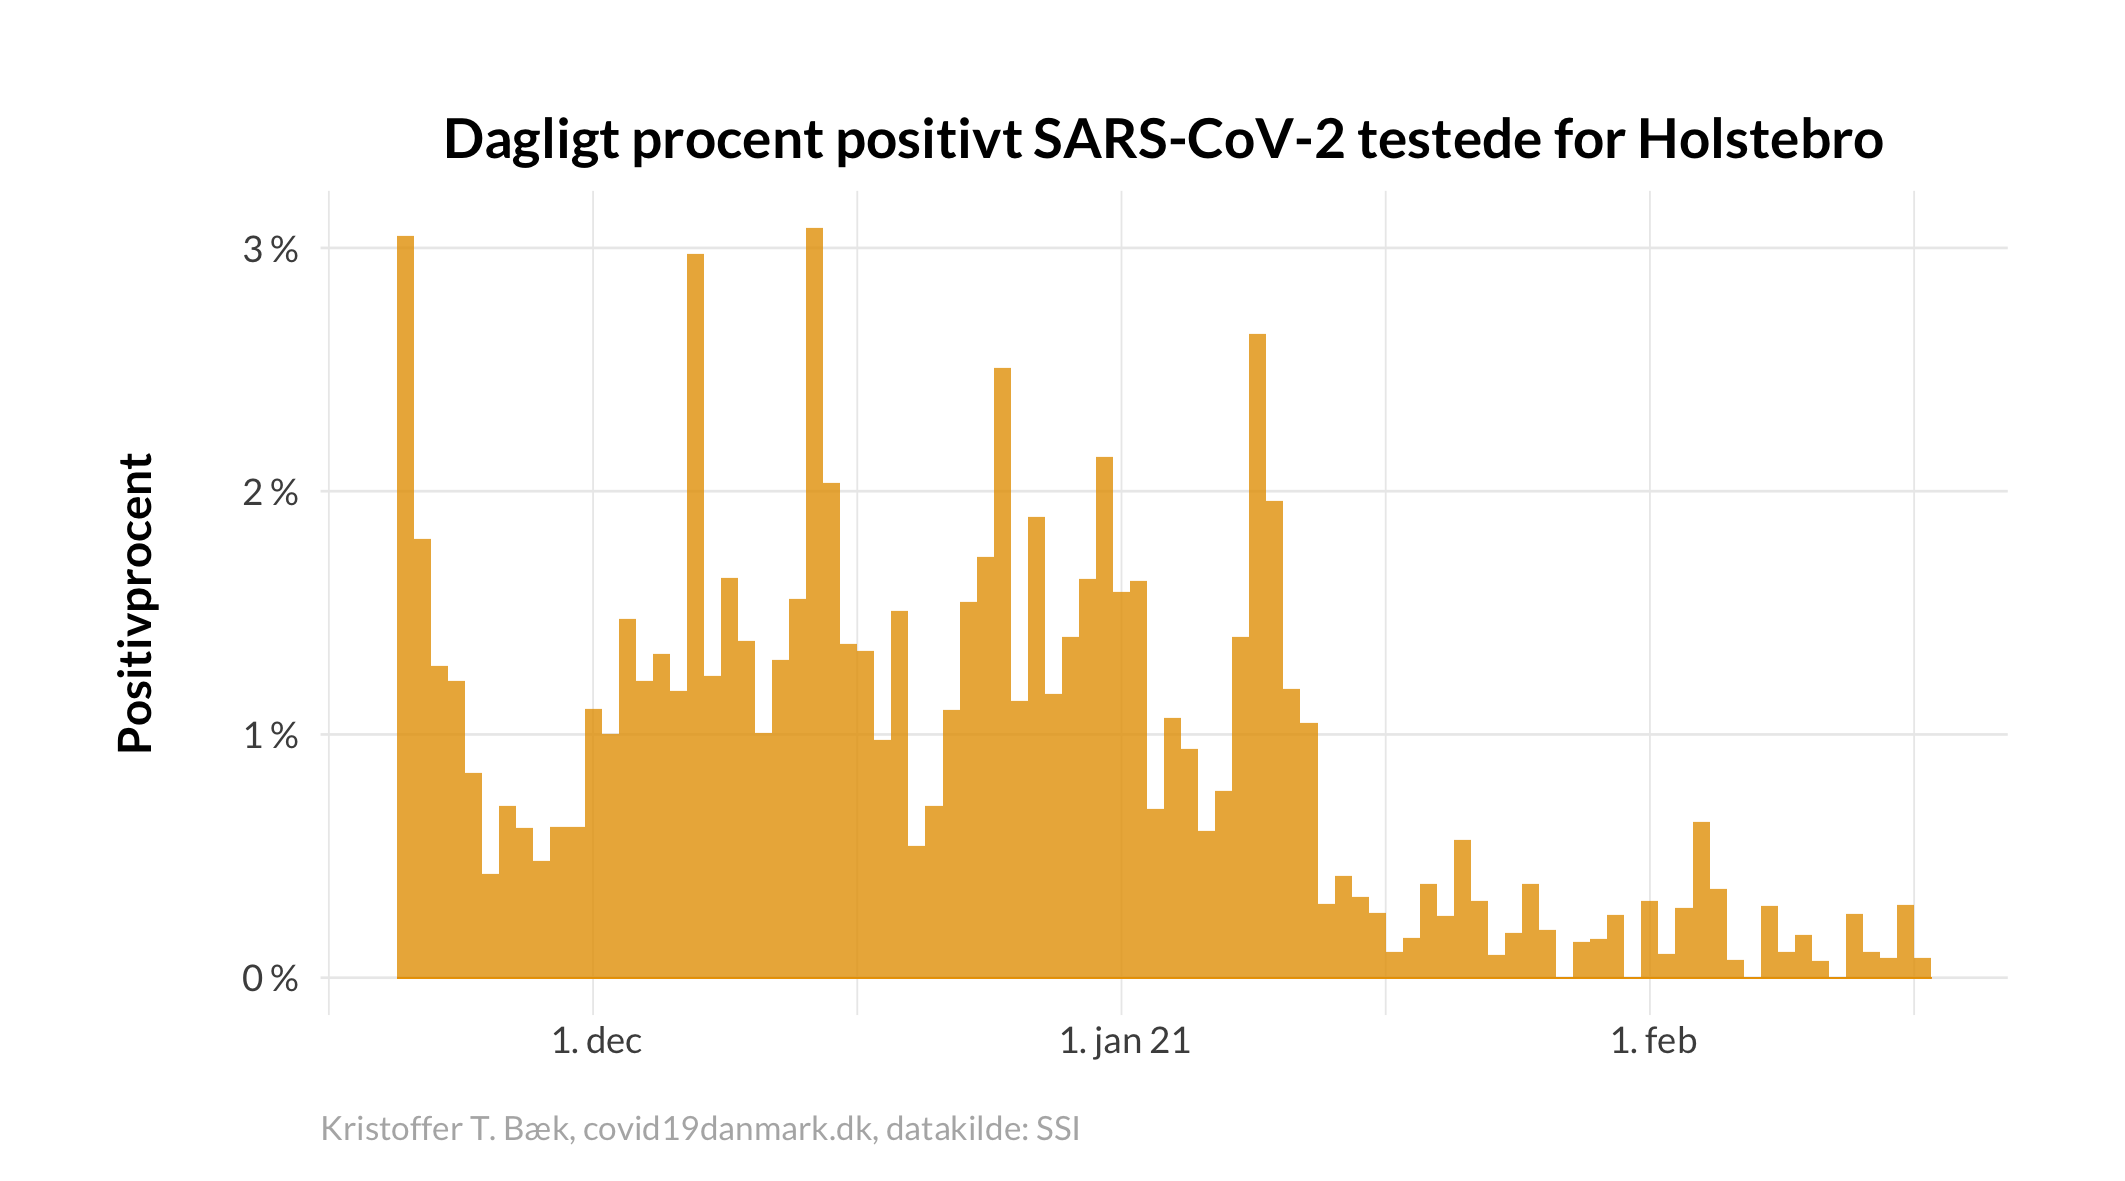 Dagligt procent positivt SARS-CoV-2 testede for Holstebro
Positivprocent
3 %
2 %
1 %
0 %
1. dec
1. jan 21
1. feb
Kristoffer T. Bæk, covid19danmark.dk, datakilde: SSI